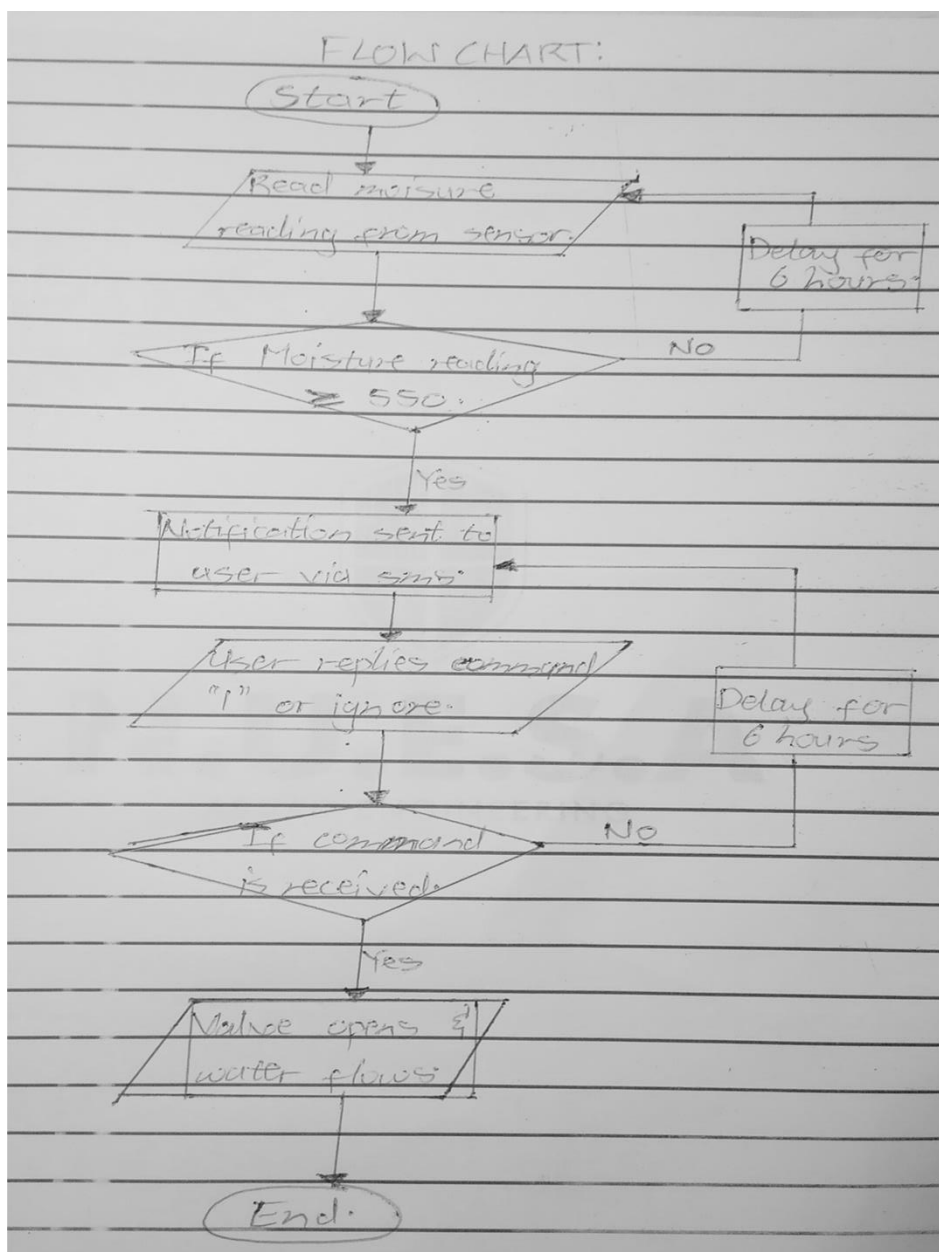 FLOW CHART:
Start
Read moisure
reading from sensor.
Delay for
6 hours.
If Moisture reading
≥ 550.
No
Yes
Notification sent to
user via sms.
User replies command
"1" or ignore.
Delay for
6 hours
If command
is received.
No
Yes
Valve opens &
water flows.
End.